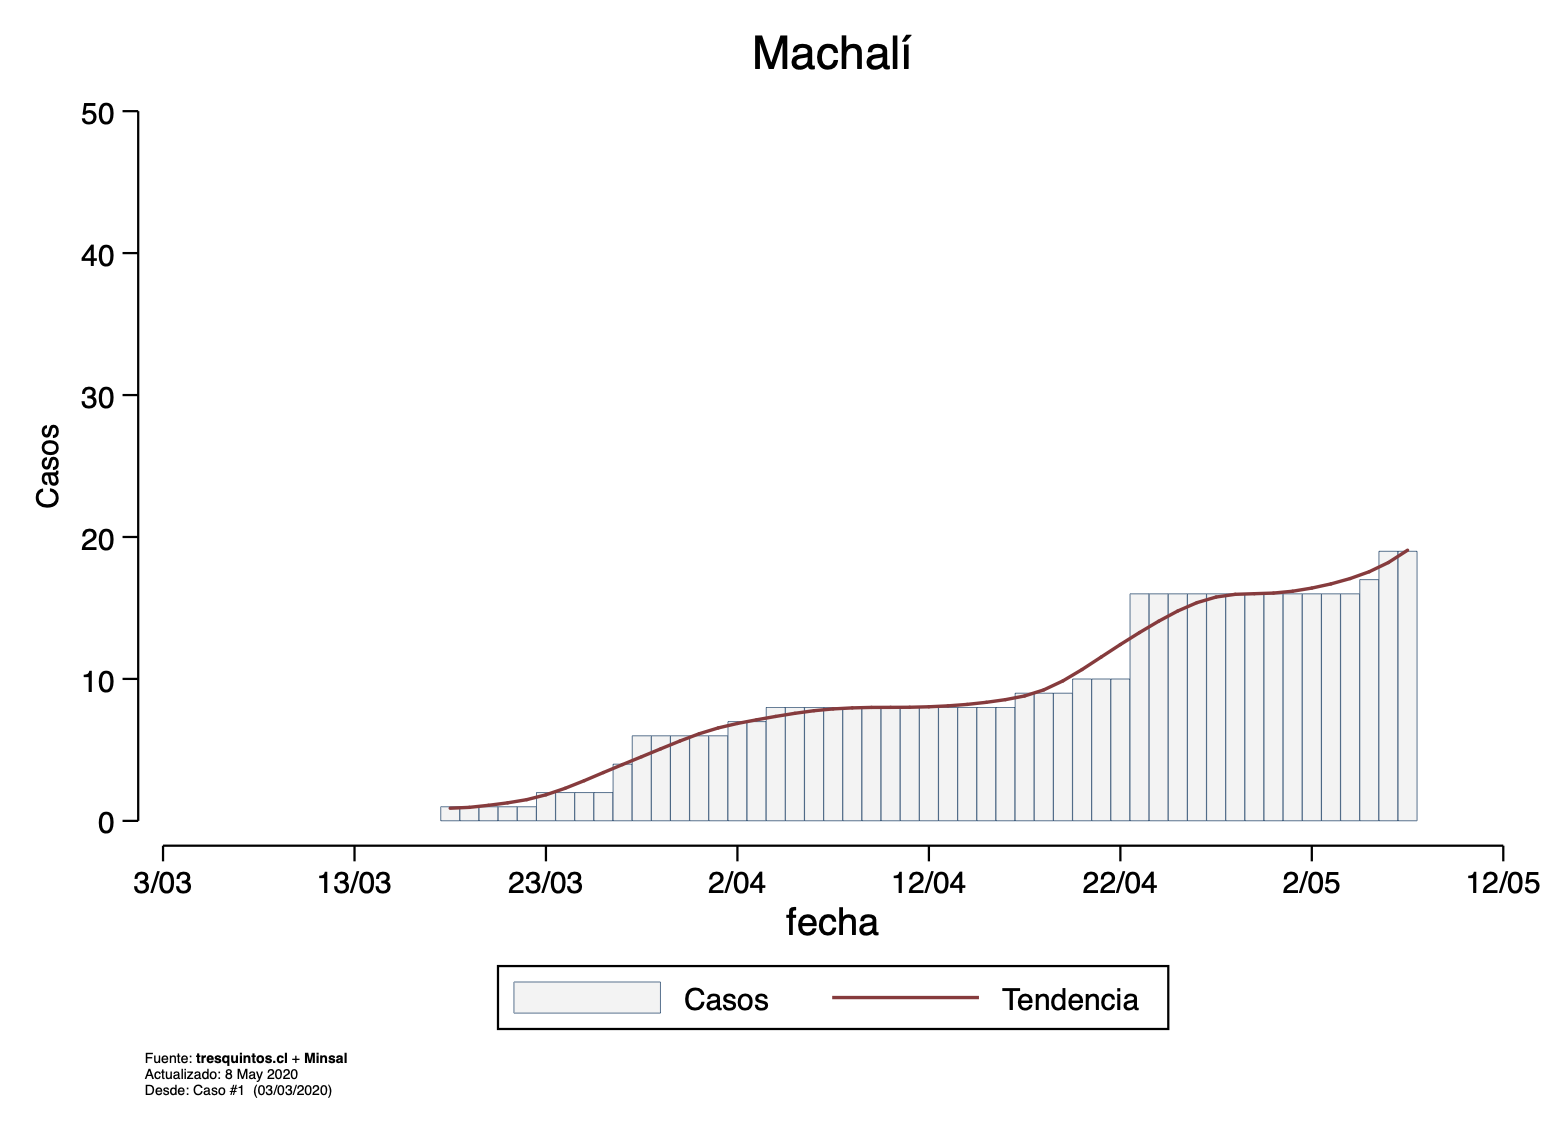 Machalí
50
40
30
20
10
0
Casos
3/03 13/03 23/03 2/04 12/04 22/04 2/05 12/05
fecha
Casos Tendencia
Fuente: tresquintos.cl + Minsal
Actualizado: 8 May 2020
Desde: Caso #1 (03/03/2020)